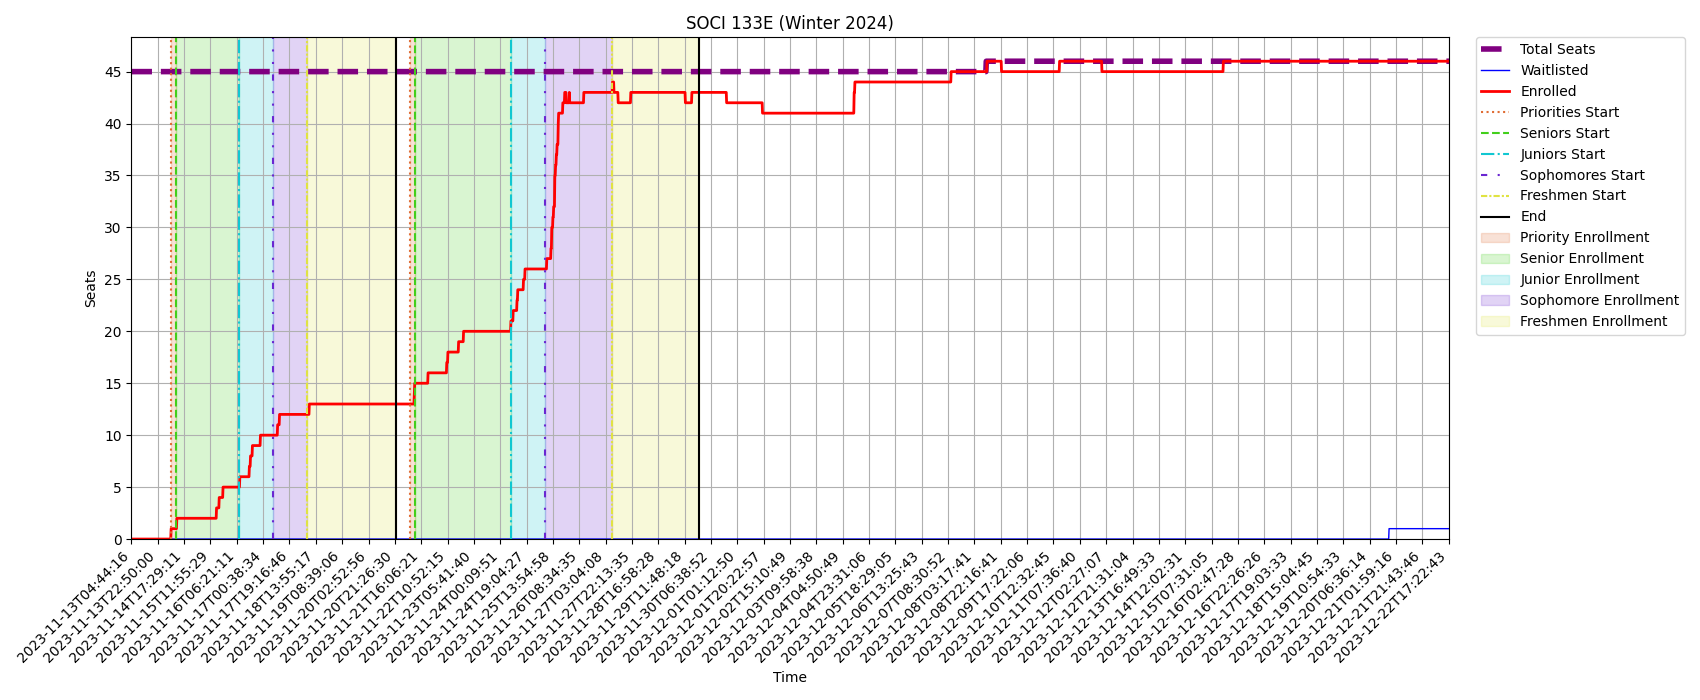 SOCI 133E (Winter 2024)
Total Seats
Waitlisted
Enrolled
Priorities Start
Seniors Start
Juniors Start
Sophomores Start
Freshmen Start
End
Priority Enrollment
Senior Enrollment
Junior Enrollment
Sophomore Enrollment
Freshmen Enrollment
Seats
45
40
35
30
25
20
15
10
5
0
2023-11-13T04:44:16
2023-11-13T22:50:00
2023-11-14T17:29:11
2023-11-15T11:55:29
2023-11-16T06:21:11
2023-11-17T00:38:34
2023-11-17T19:16:46
2023-11-18T13:55:17
2023-11-19T08:39:06
2023-11-20T02:52:56
2023-11-20T21:26:30
2023-11-21T16:06:21
2023-11-22T10:52:15
2023-11-23T05:41:40
2023-11-24T00:09:51
2023-11-24T19:04:27
2023-11-25T13:54:58
2023-11-26T08:34:35
2023-11-27T03:04:08
2023-11-27T22:13:35
2023-11-28T16:58:28
2023-11-29T11:48:18
2023-11-30T06:38:52
2023-12-01T01:12:50
2023-12-01T20:22:57
2023-12-02T15:10:49
2023-12-03T09:58:38
2023-12-04T04:50:49
2023-12-04T23:31:06
2023-12-05T18:29:05
2023-12-06T13:25:43
2023-12-07T08:30:52
2023-12-08T03:17:41
2023-12-08T22:16:41
2023-12-09T17:22:06
2023-12-10T12:32:45
2023-12-11T07:36:40
2023-12-12T02:27:07
2023-12-12T21:31:04
2023-12-13T16:49:33
2023-12-14T12:02:31
2023-12-15T07:31:05
2023-12-16T02:47:28
2023-12-16T22:26:26
2023-12-17T19:03:33
2023-12-18T15:04:45
2023-12-19T10:54:33
2023-12-20T06:36:14
2023-12-21T01:59:16
2023-12-21T21:43:46
2023-12-22T17:22:43
Time